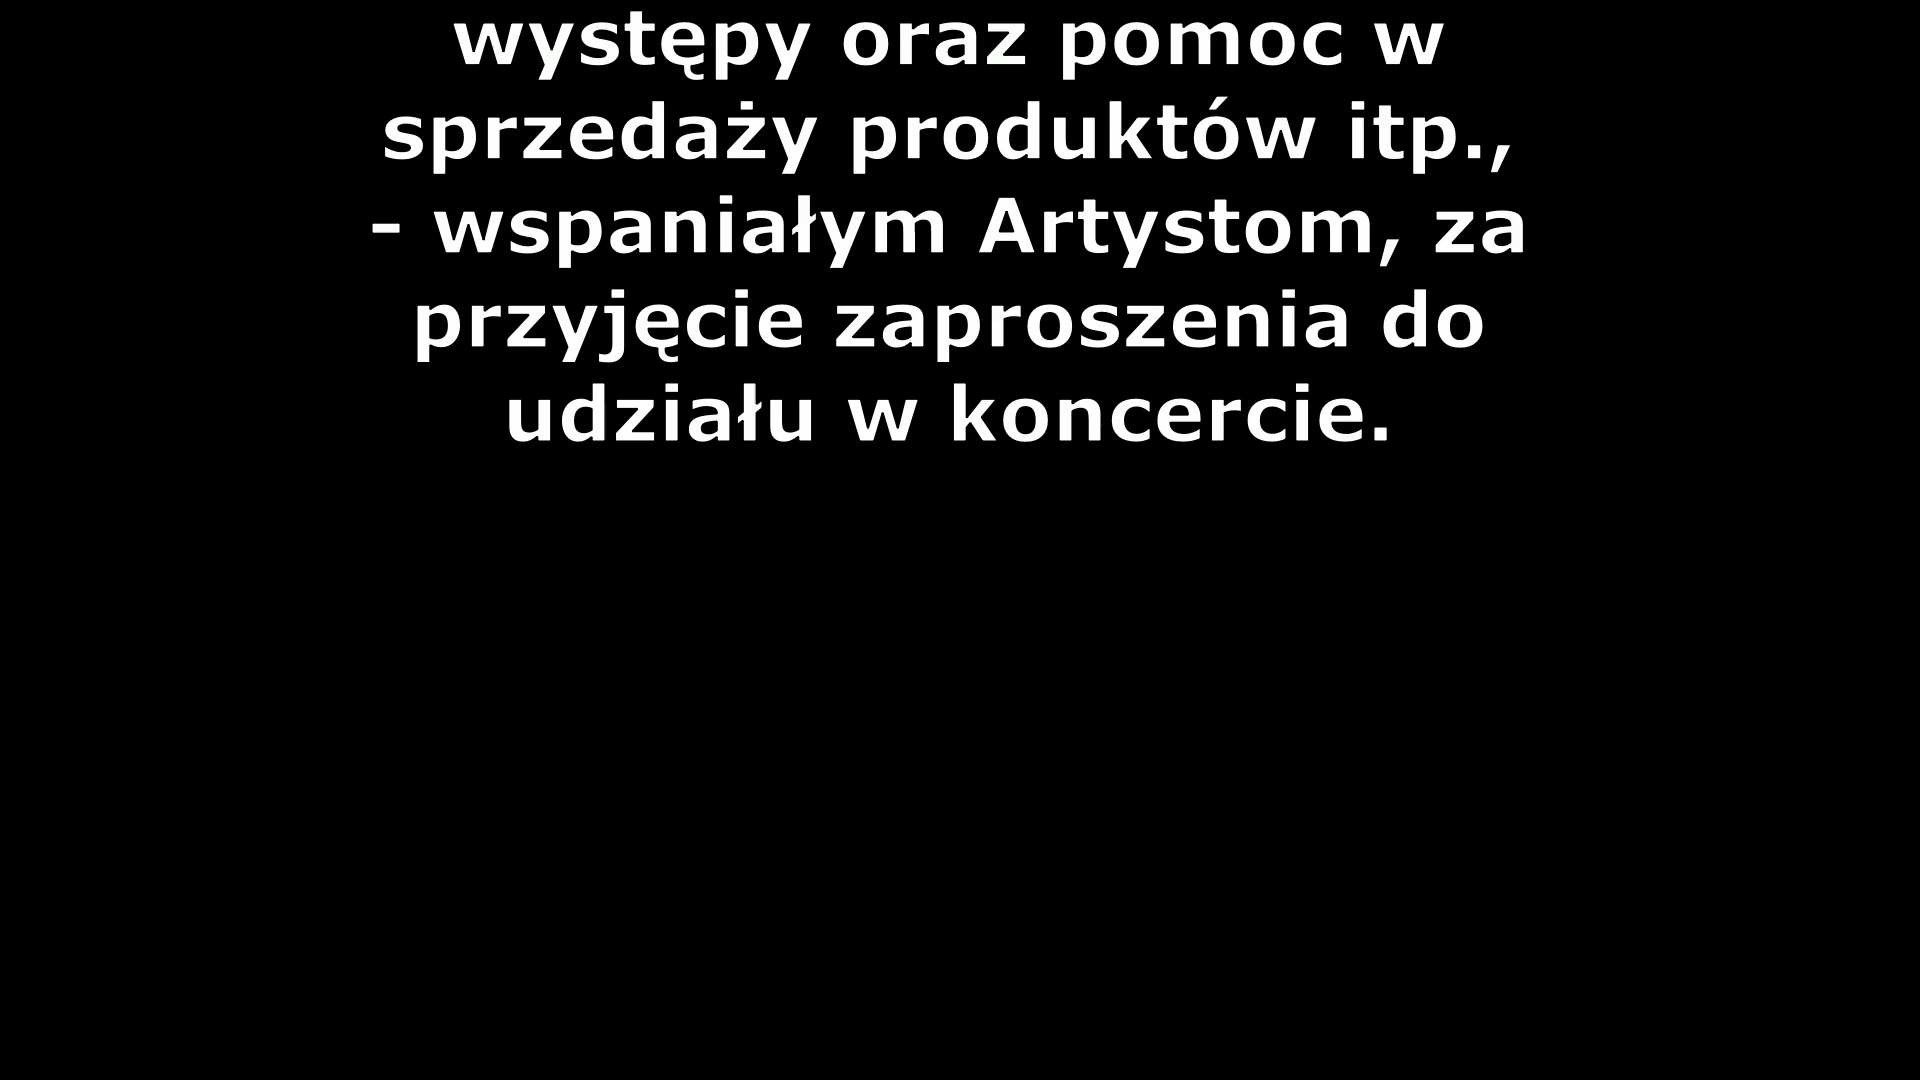 występy oraz pomoc w
sprzedaży produktów itp.,
- wspaniałym Artystom, za
przyjęcie zaproszenia do
udziału w koncercie.